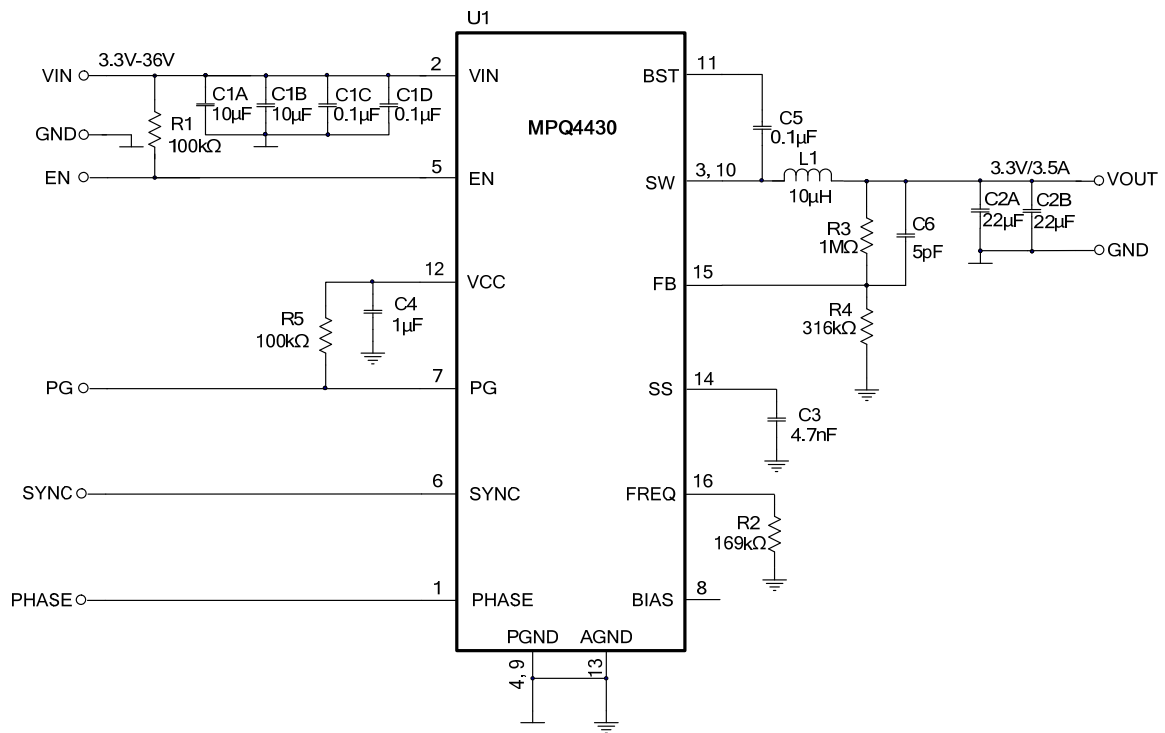 U1
MPQ4430
VIN
3.3V-36V
2
VIN
C1A
10µF
C1B
10µF
C1C
0.1µF
C1D
0.1µF
GND
R1
100kΩ
EN
5
EN
12
VCC
C4
1µF
R5
100kΩ
PG
7
PG
SYNC
6
SYNC
PHASE
1
PHASE
BST
11
C5
0.1µF
SW
3, 10
L1
10µH
3.3V/3.5A
VOUT
C2A
22µF
C2B
22µF
GND
R3
1MΩ
C6
5pF
FB
15
R4
316kΩ
SS
14
C3
4.7nF
FREQ
16
R2
169kΩ
BIAS
8
PGND
AGND
4, 9
13